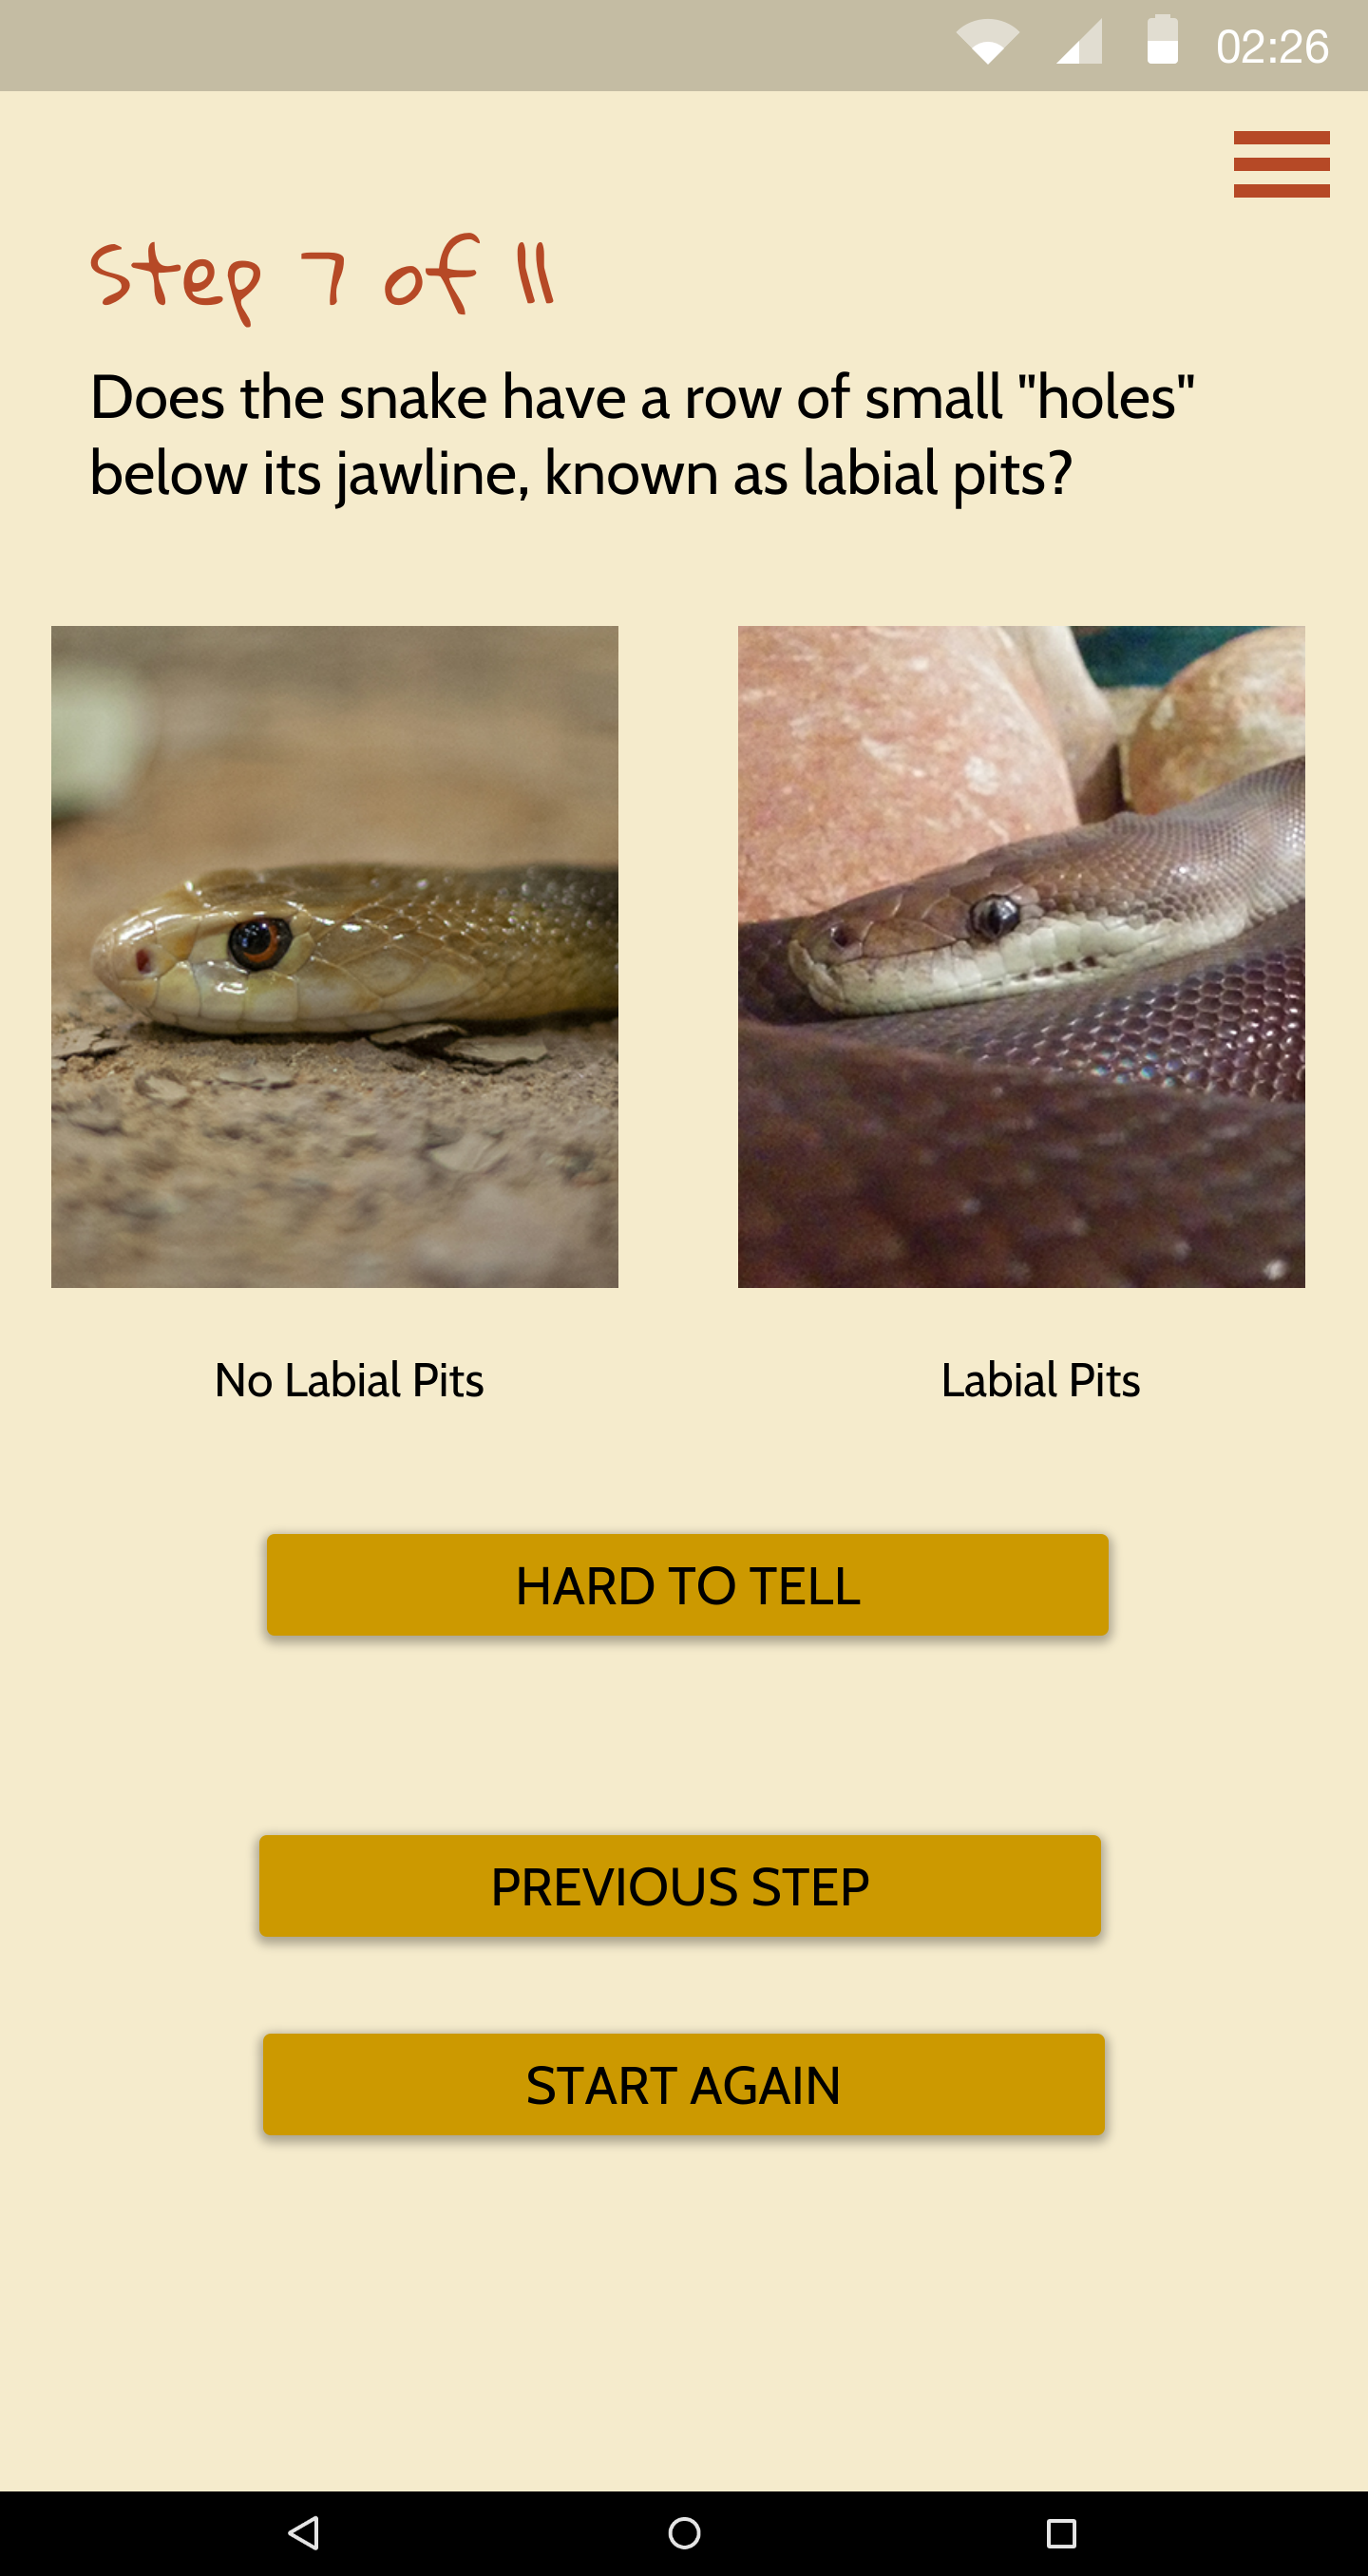 02:26
Step 7 of 11
Does the snake have a row of small "holes"
below its jawline, known as labial pits?
No Labial Pits
Labial Pits
HARD TO TELL
PREVIOUS STEP
START AGAIN